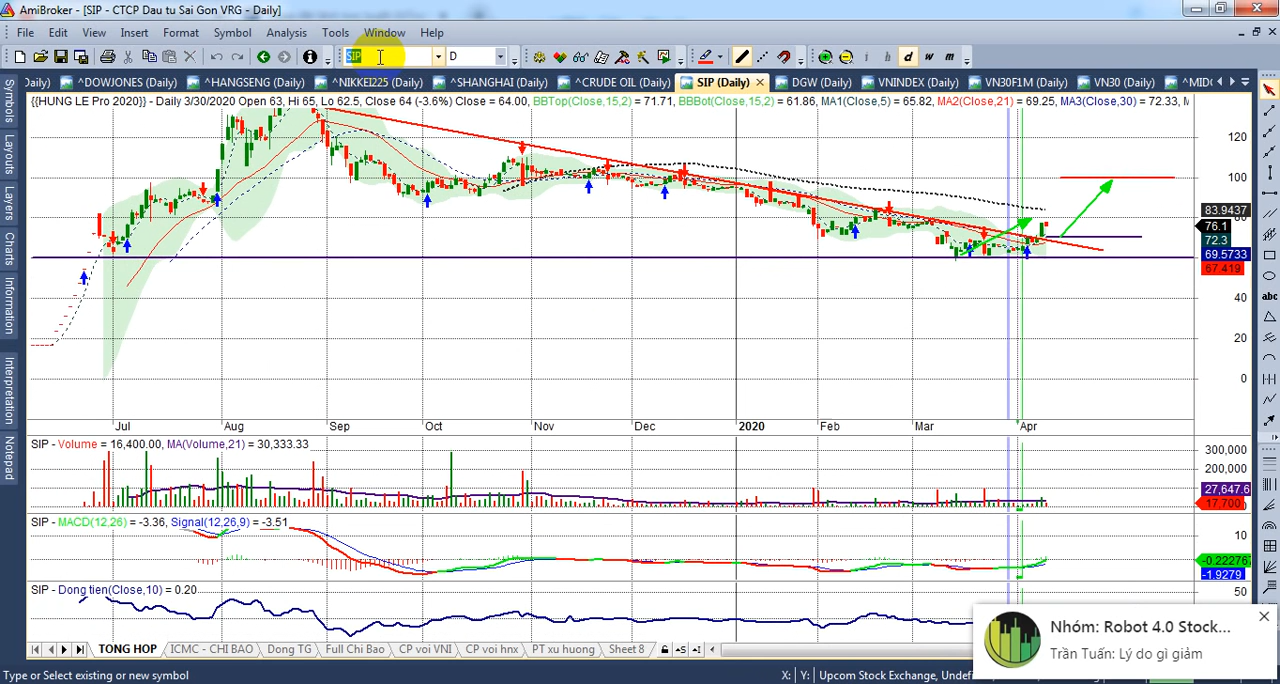 AmiBroker - [SIP - CTCP Dau tu Sai Gon VRG - Daily]
File Edit View Insert Format Symbol Analysis Tools Window Help
SIP D i h d w m
Daily) ^DOWJONES (Daily) ^HANGSENG (Daily) ^NIKKEI225 (Daily) ^SHANGHAI (Daily) ^CRUDE OIL (Daily) SIP (Daily) DGW (Daily) VNINDEX (Daily) VN30F1M (Daily) VN30 (Daily) ^MIDC
{{HUNG LE Pro 2020}} - Daily 3/30/2020 Open 63, Hi 65, Lo 62.5, Close 64 (-3.6%) Close = 64.00, BBTop(Close,15,2) = 71.71, BBBot(Close,15,2) = 61.86, MA1(Close,5) = 65.82, MA2(Close,21) = 69.25, MA3(Close,30) = 72.33, M
Symbols
Layouts
Layers
Charts
Information
Interpretation
Notepad
abc
120
100
83.9437
76.1
72.3
69.5733
67.419
40
20
0
Jul Aug Sep Oct Nov Dec 2020 Feb Mar Apr
SIP - Volume = 16,400.00, MA(Volume,21) = 30,333.33
300,000
200,000
27,647.6
17,700
SIP - MACD(12,26) = -3.36, Signal(12,26,9) = -3.51
10
-0.222767
-1.9279
SIP - Dong tien(Close,10) = 0.20
50
Nhóm: Robot 4.0 Stock...
Trần Tuấn: Lý do gì giảm
TONG HOP ICMC - CHI BAO Dong TG Full Chi Bao CP voi VNI CP voi hnx PT xu huong Sheet 8
Type or Select existing or new symbol X: Y: Upcom Stock Exchange, Undef